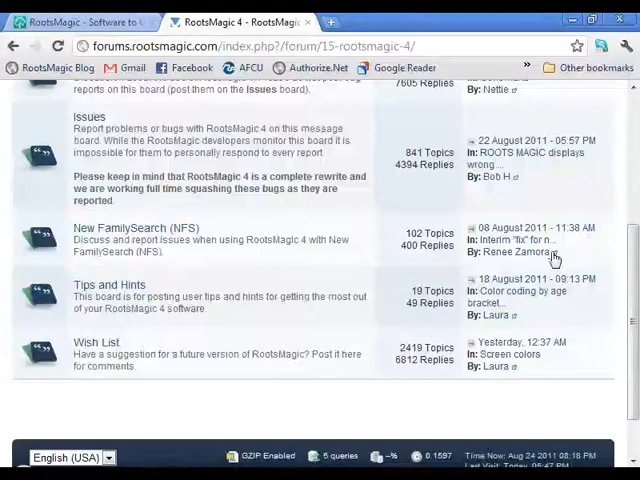 RootsMagic - Software to U
RootsMagic 4 - RootsMagic
forums.rootsmagic.com/index.php?/forum/15-rootsmagic-4/
RootsMagic Blog Gmail Facebook AFCU Authorize.Net Google Reader » Other bookmarks
reports on this board (post them on the Issues board).
7605 Replies
By: Nettie
Issues
Report problems or bugs with RootsMagic 4 on this message
board. While the RootsMagic developers monitor this board it is
impossible for them to personally respond to every report.
Please keep in mind that RootsMagic 4 is a complete rewrite and
we are working full time squashing these bugs as they are
reported.
841 Topics
4394 Replies
22 August 2011 - 05:57 PM
In: ROOTS MAGIC displays
wrong ...
By: Bob H
New FamilySearch (NFS)
Discuss and report issues when using RootsMagic 4 with New
FamilySearch (NFS).
102 Topics
400 Replies
08 August 2011 - 11:38 AM
In: Interim "fix" for n...
By: Renee Zamora
Tips and Hints
This board is for posting user tips and hints for getting the most out
of your RootsMagic 4 software.
19 Topics
49 Replies
18 August 2011 - 09:13 PM
In: Color coding by age
bracket...
By: Laura
Wish List
Have a suggestion for a future version of RootsMagic? Post it here
for comments.
2419 Topics
6812 Replies
Yesterday, 12:37 AM
In: Screen colors
By: Laura
English (USA)
GZIP Enabled 5 queries --% 0.1597 Time Now: Aug 24 2011 08:18 PM
Last Visit: Today, 05:47 PM